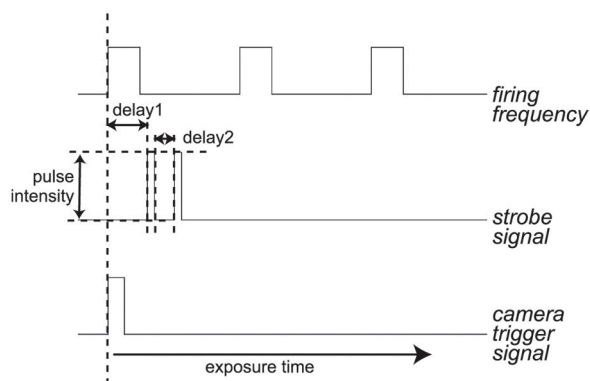 firing
frequency
delay1
delay2
pulse
intensity
strobe
signal
camera
trigger
signal
exposure time